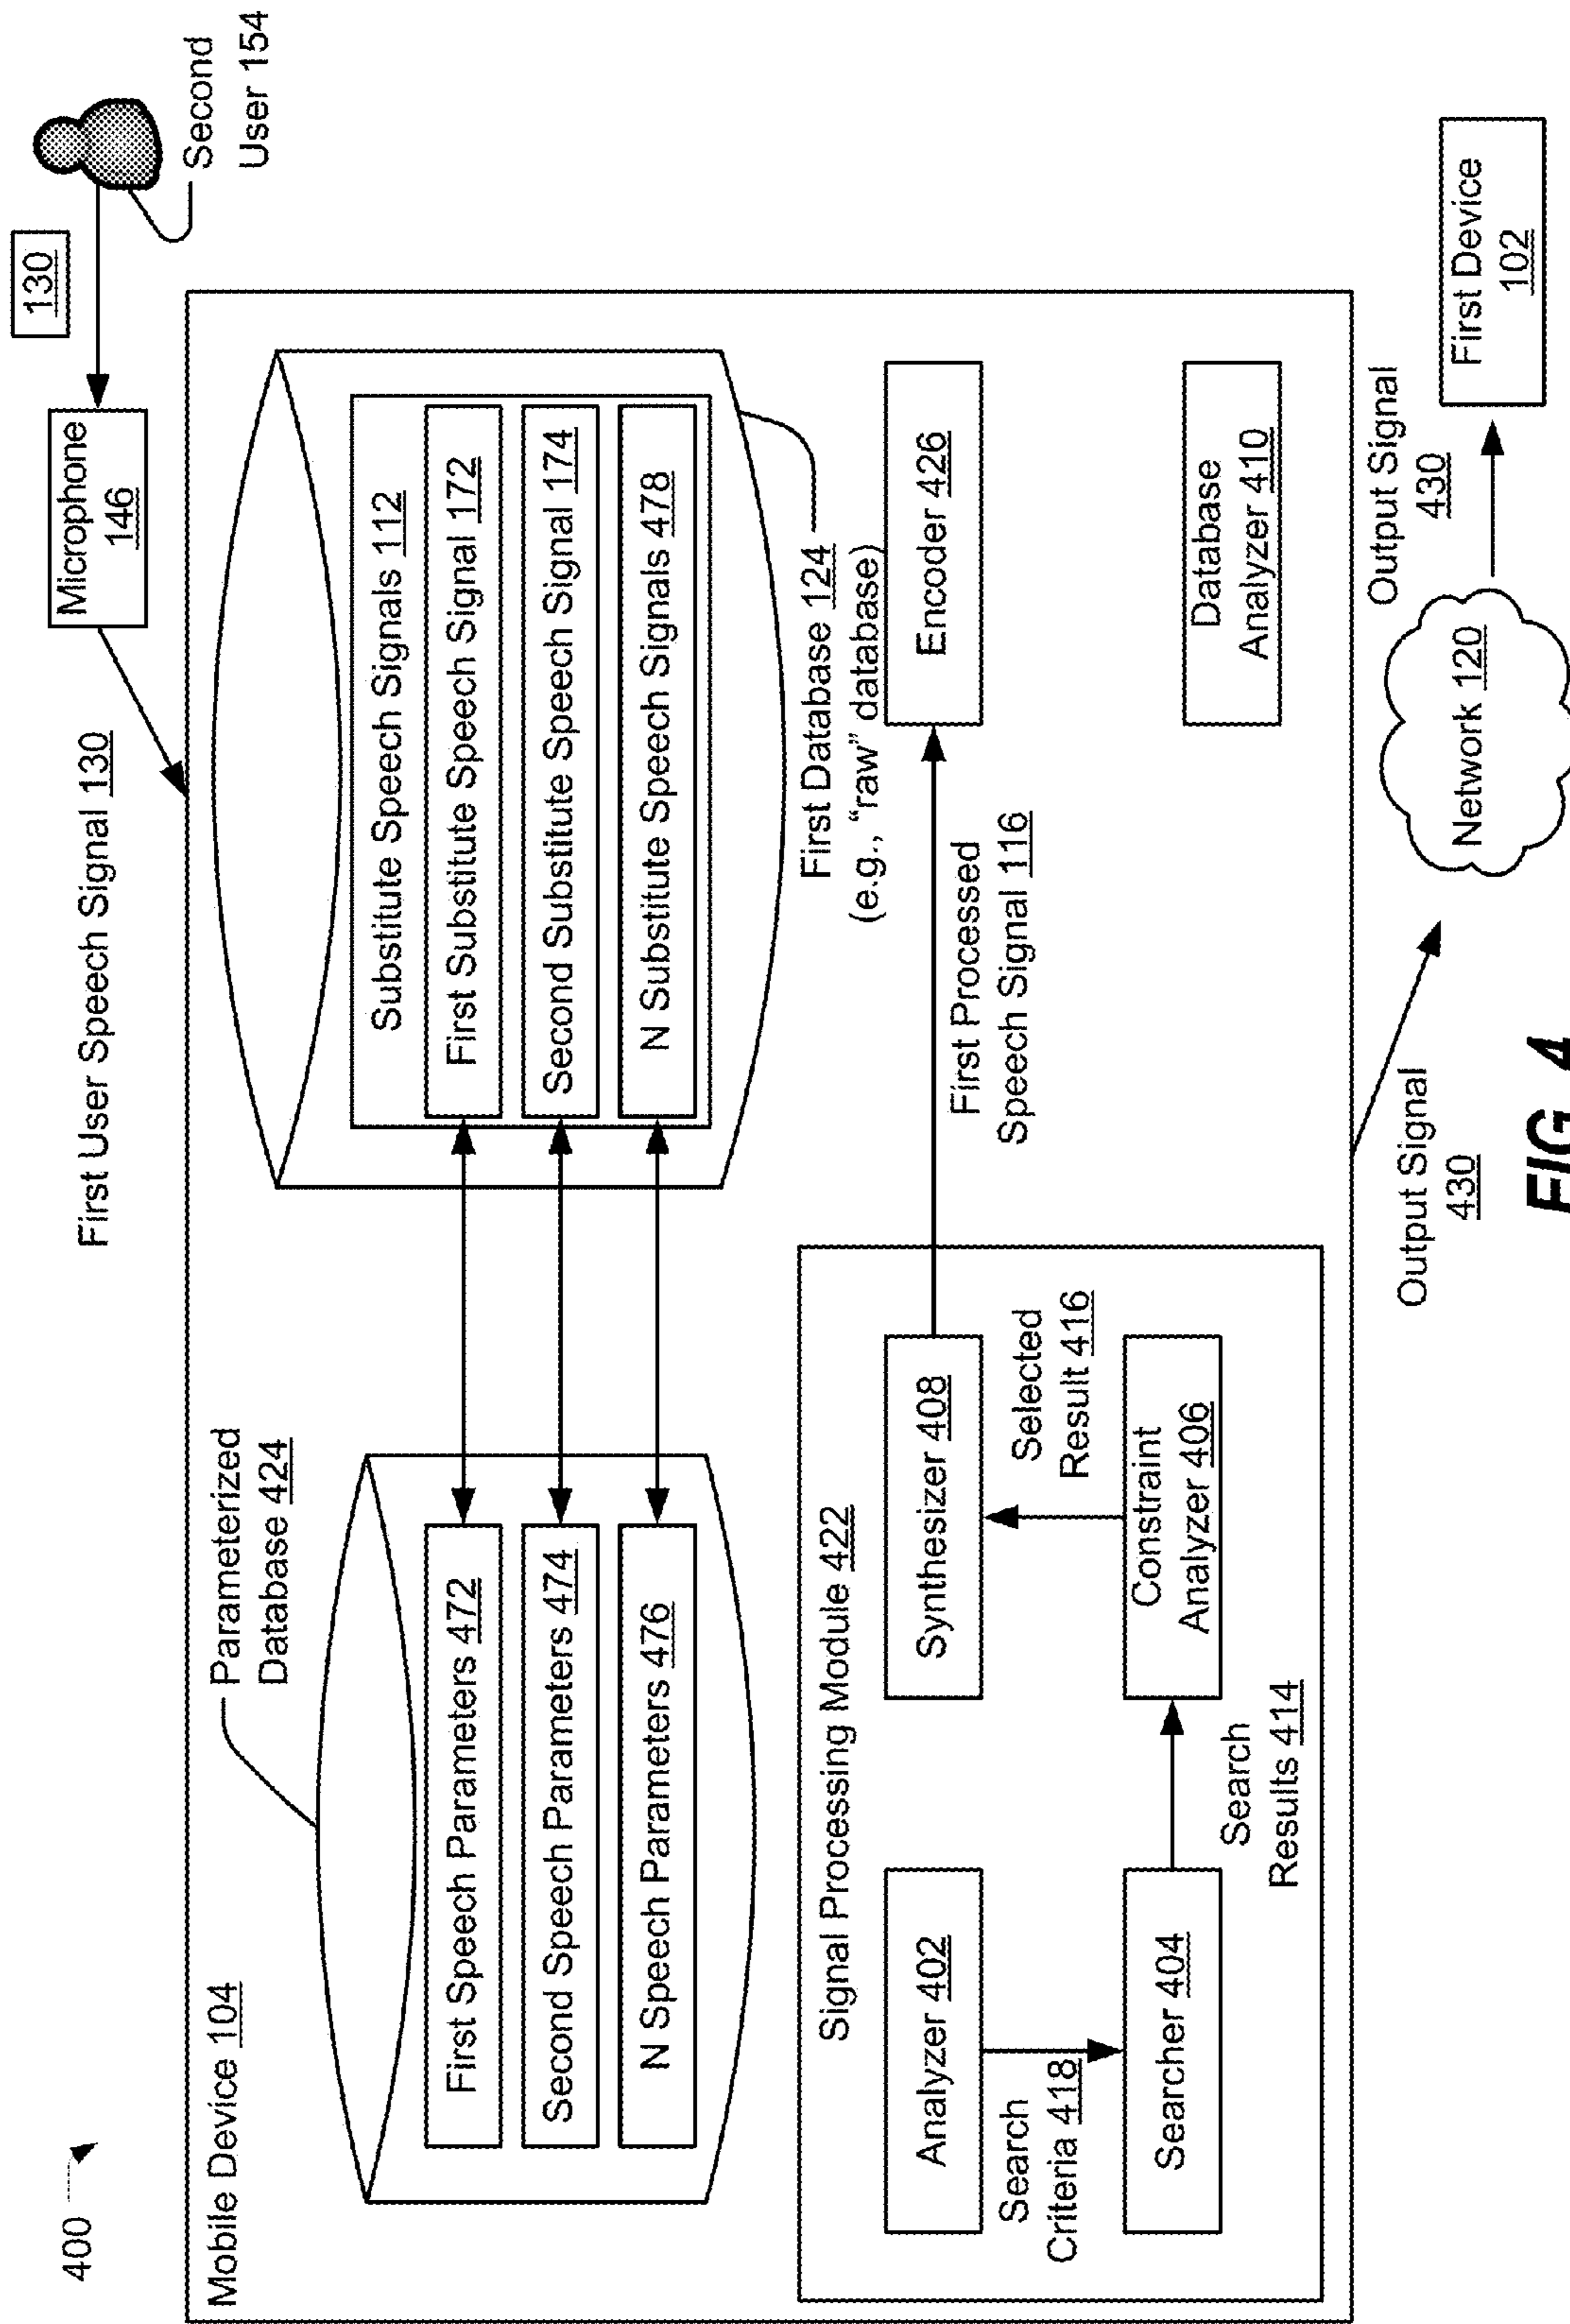 400
Mobile Device 104
Parameterized
Database 424
First Speech Parameters 472
Second Speech Parameters 474
N Speech Parameters 476
First User Speech Signal 130
Microphone
146
130
Second
User 154
Substitute Speech Signals 112
First Substitute Speech Signal 172
Second Substitute Speech Signal 174
N Substitute Speech Signals 478
First Database 124
(e.g., “raw” database)
Signal Processing Module 422
Analyzer 402
Search
Criteria 418
Searcher 404
Search
Results 414
Constraint
Analyzer 406
Selected
Result 416
Synthesizer 408
First Processed
Speech Signal 116
Encoder 426
Database
Analyzer 410
Output Signal
430
Network 120
Output Signal
430
First Device
102
FIG. 4